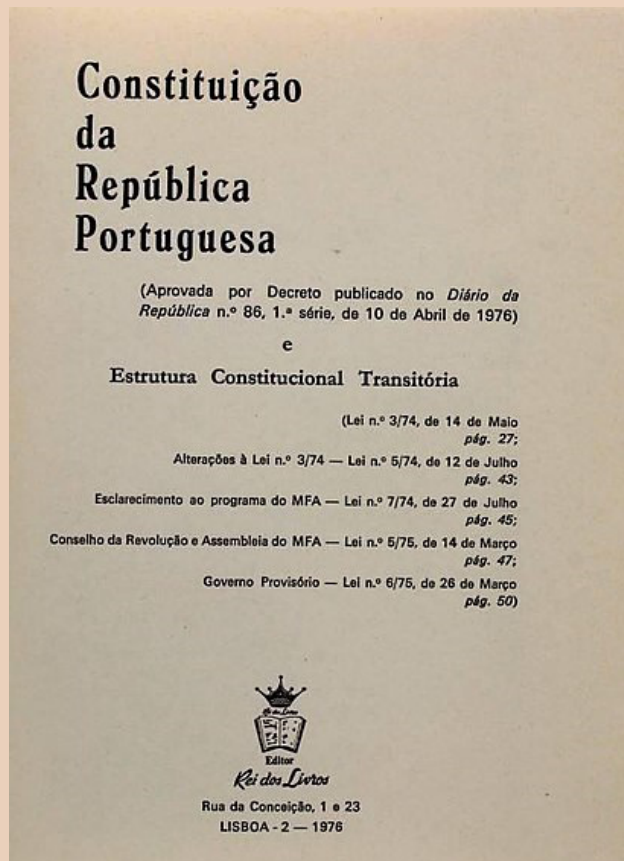 Constituição
da
República
Portuguesa
(Aprovada por Decreto publicado no Diário da
República n.º 86, 1.ª série, de 10 de Abril de 1976)
e
Estrutura Constitucional Transitória
(Lei n.º 3/74, de 14 de Maio
pág. 27;
Alterações à Lei n.º 3/74 — Lei n.º 5/74, de 12 de Julho
pág. 43;
Esclarecimento ao programa do MFA — Lei n.º 7/74, de 27 de Julho
pág. 45;
Conselho da Revolução e Assembleia do MFA — Lei n.º 5/75, de 14 de Março
pág. 47;
Governo Provisório — Lei n.º 6/75, de 26 de Março
pág. 50)
Rei dos Livros
Editor
Rei dos Livros
Rua da Conceição, 1 e 23
LISBOA - 2 — 1976